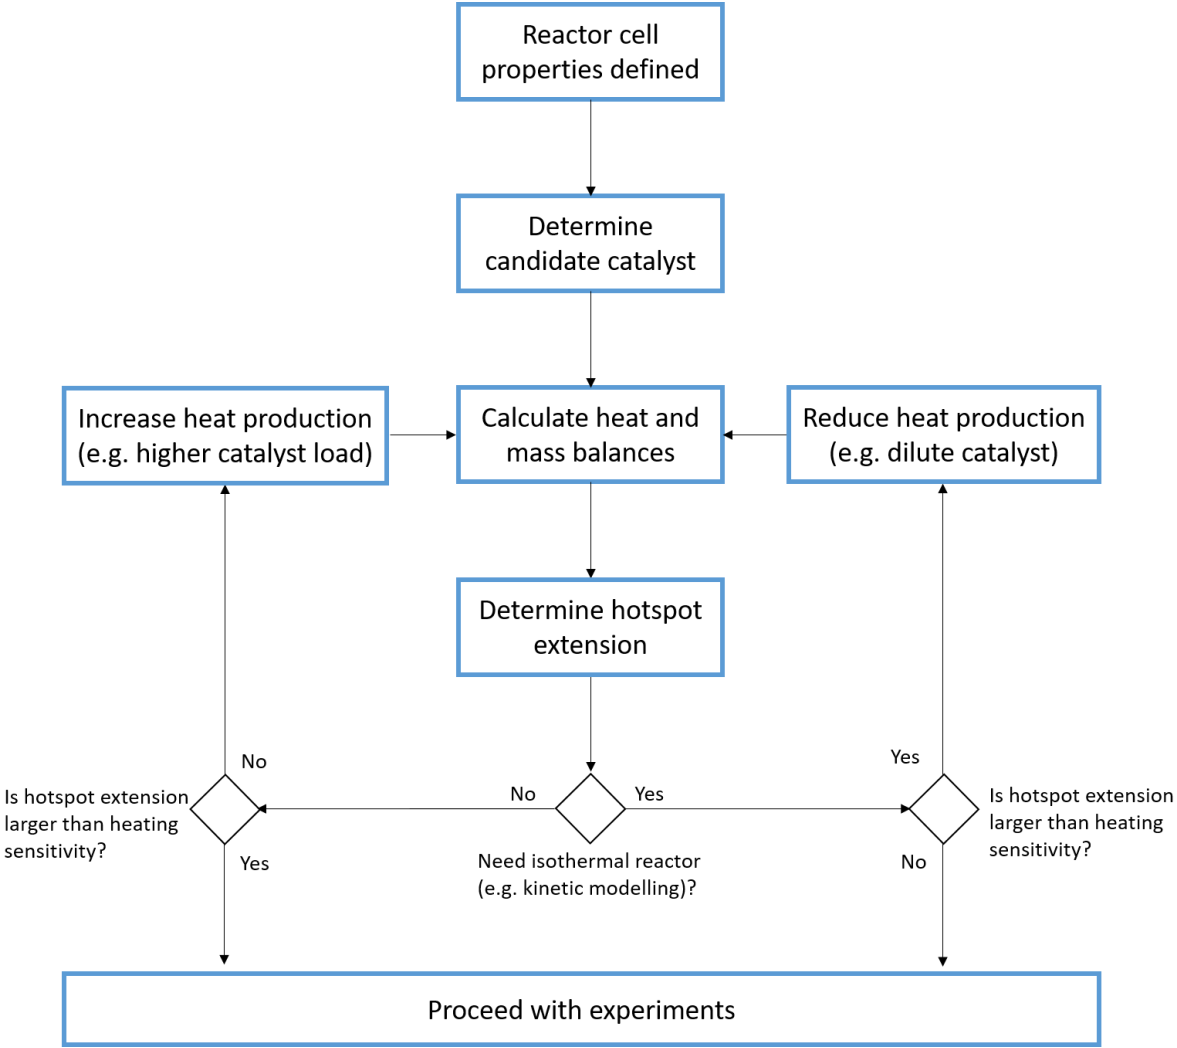 Reactor cell
properties defined
Determine
candidate catalyst
Increase heat production
(e.g. higher catalyst load)
Calculate heat and
mass balances
Reduce heat production
(e.g. dilute catalyst)
Determine hotspot
extension
No
Yes
Is hotspot extension
larger than heating
sensitivity?
No
Yes
Is hotspot extension
larger than heating
sensitivity?
Yes
Need isothermal reactor
(e.g. kinetic modelling)?
No
Proceed with experiments